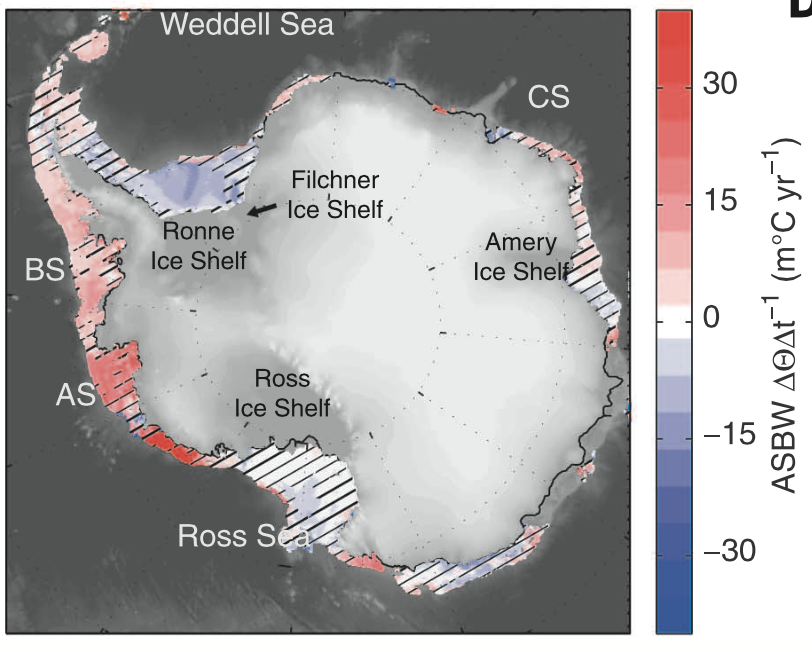 D
Weddell Sea
CS
Filchner
Ice Shelf
Ronne
Ice Shelf
Amery
Ice Shelf
BS
Ross
Ice Shelf
AS
Ross Sea
30
15
0
−15
−30
ASBW ΔΘΔt⁻¹ (m°C yr⁻¹)